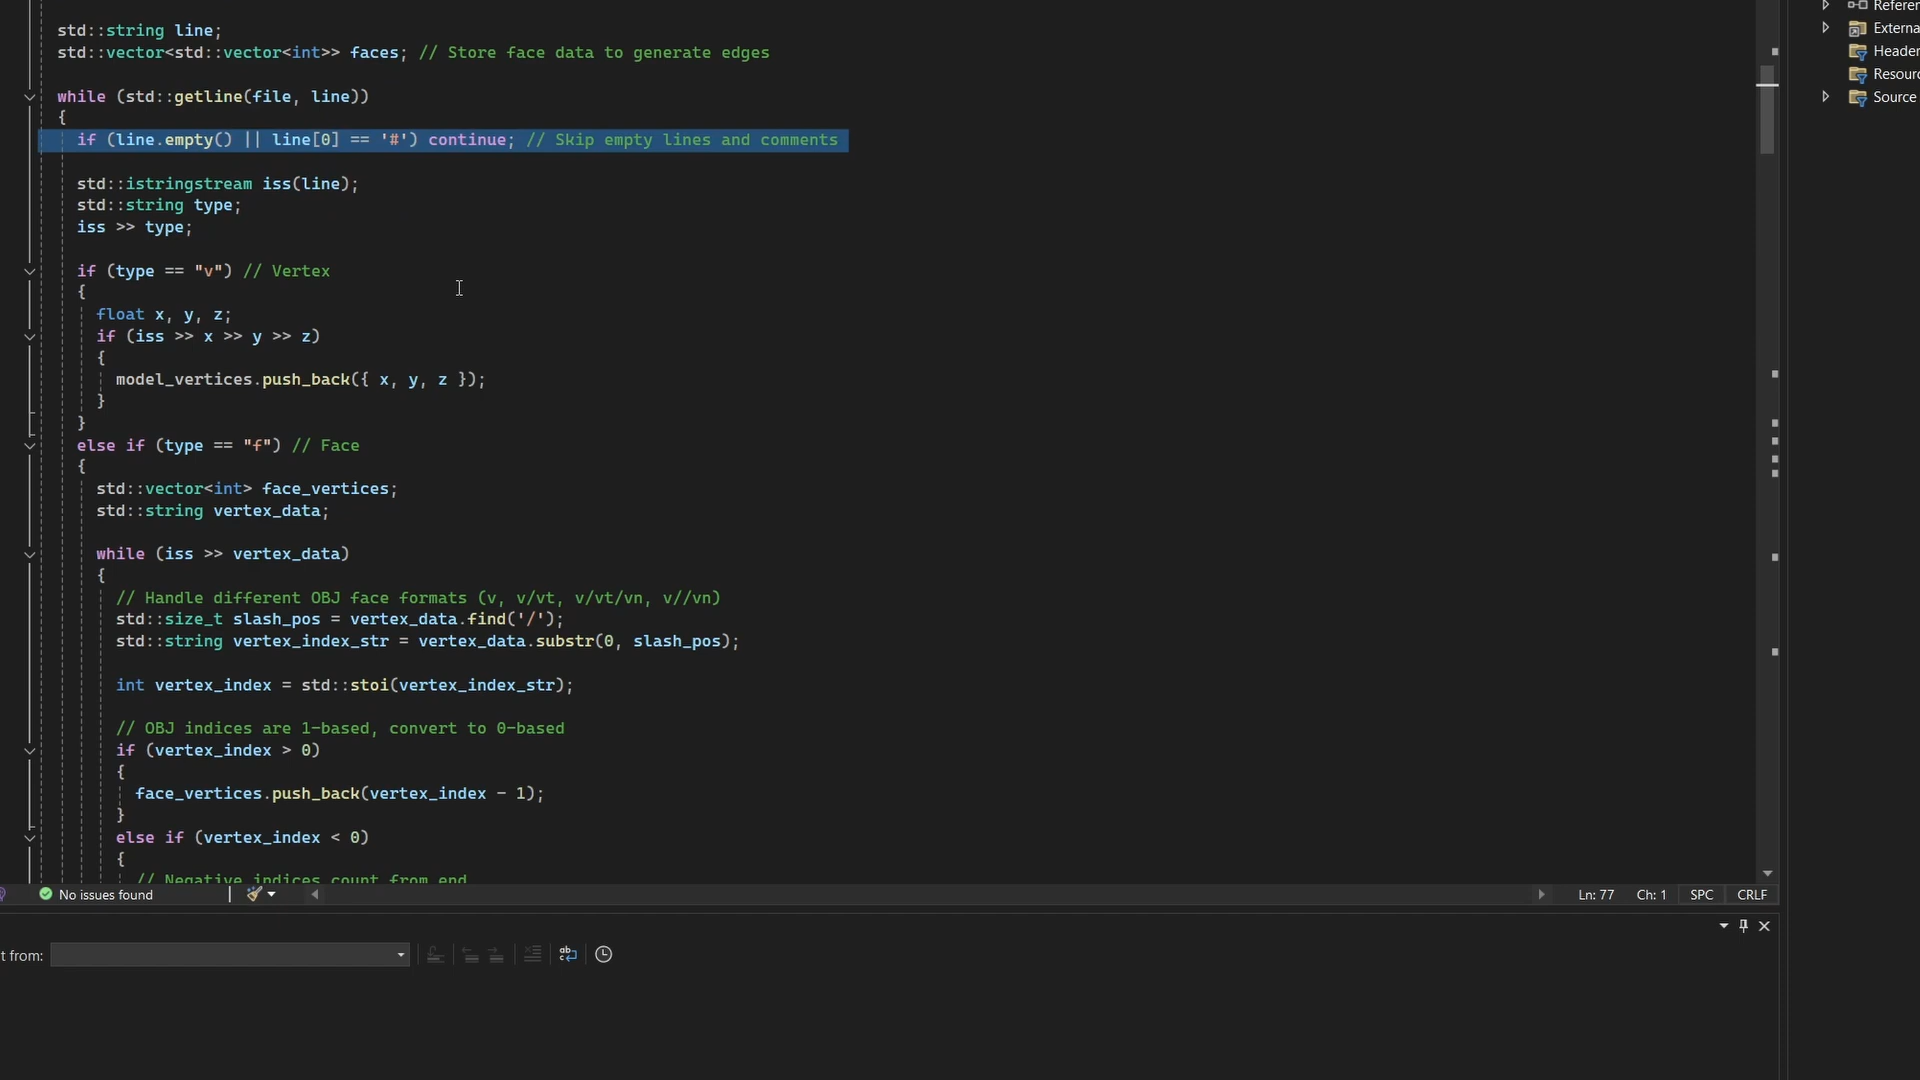 std::string line;
std::vector<std::vector<int>> faces; // Store face data to generate edges
while (std::getline(file, line))
{
if (line.empty() || line[0] == '#') continue; // Skip empty lines and comments
std::istringstream iss(line);
std::string type;
iss >> type;
if (type == "v") // Vertex
{
float x, y, z;
if (iss >> x >> y >> z)
{
model_vertices.push_back({ x, y, z });
}
}
else if (type == "f") // Face
{
std::vector<int> face_vertices;
std::string vertex_data;
while (iss >> vertex_data)
{
// Handle different OBJ face formats (v, v/vt, v/vt/vn, v//vn)
std::size_t slash_pos = vertex_data.find('/');
std::string vertex_index_str = vertex_data.substr(0, slash_pos);
int vertex_index = std::stoi(vertex_index_str);
// OBJ indices are 1-based, convert to 0-based
if (vertex_index > 0)
{
face_vertices.push_back(vertex_index - 1);
}
else if (vertex_index < 0)
{
// Negative indices count from end
Referen
Externa
Header
Resourc
Source
No issues found
Ln: 77 Ch: 1 SPC CRLF
t from: